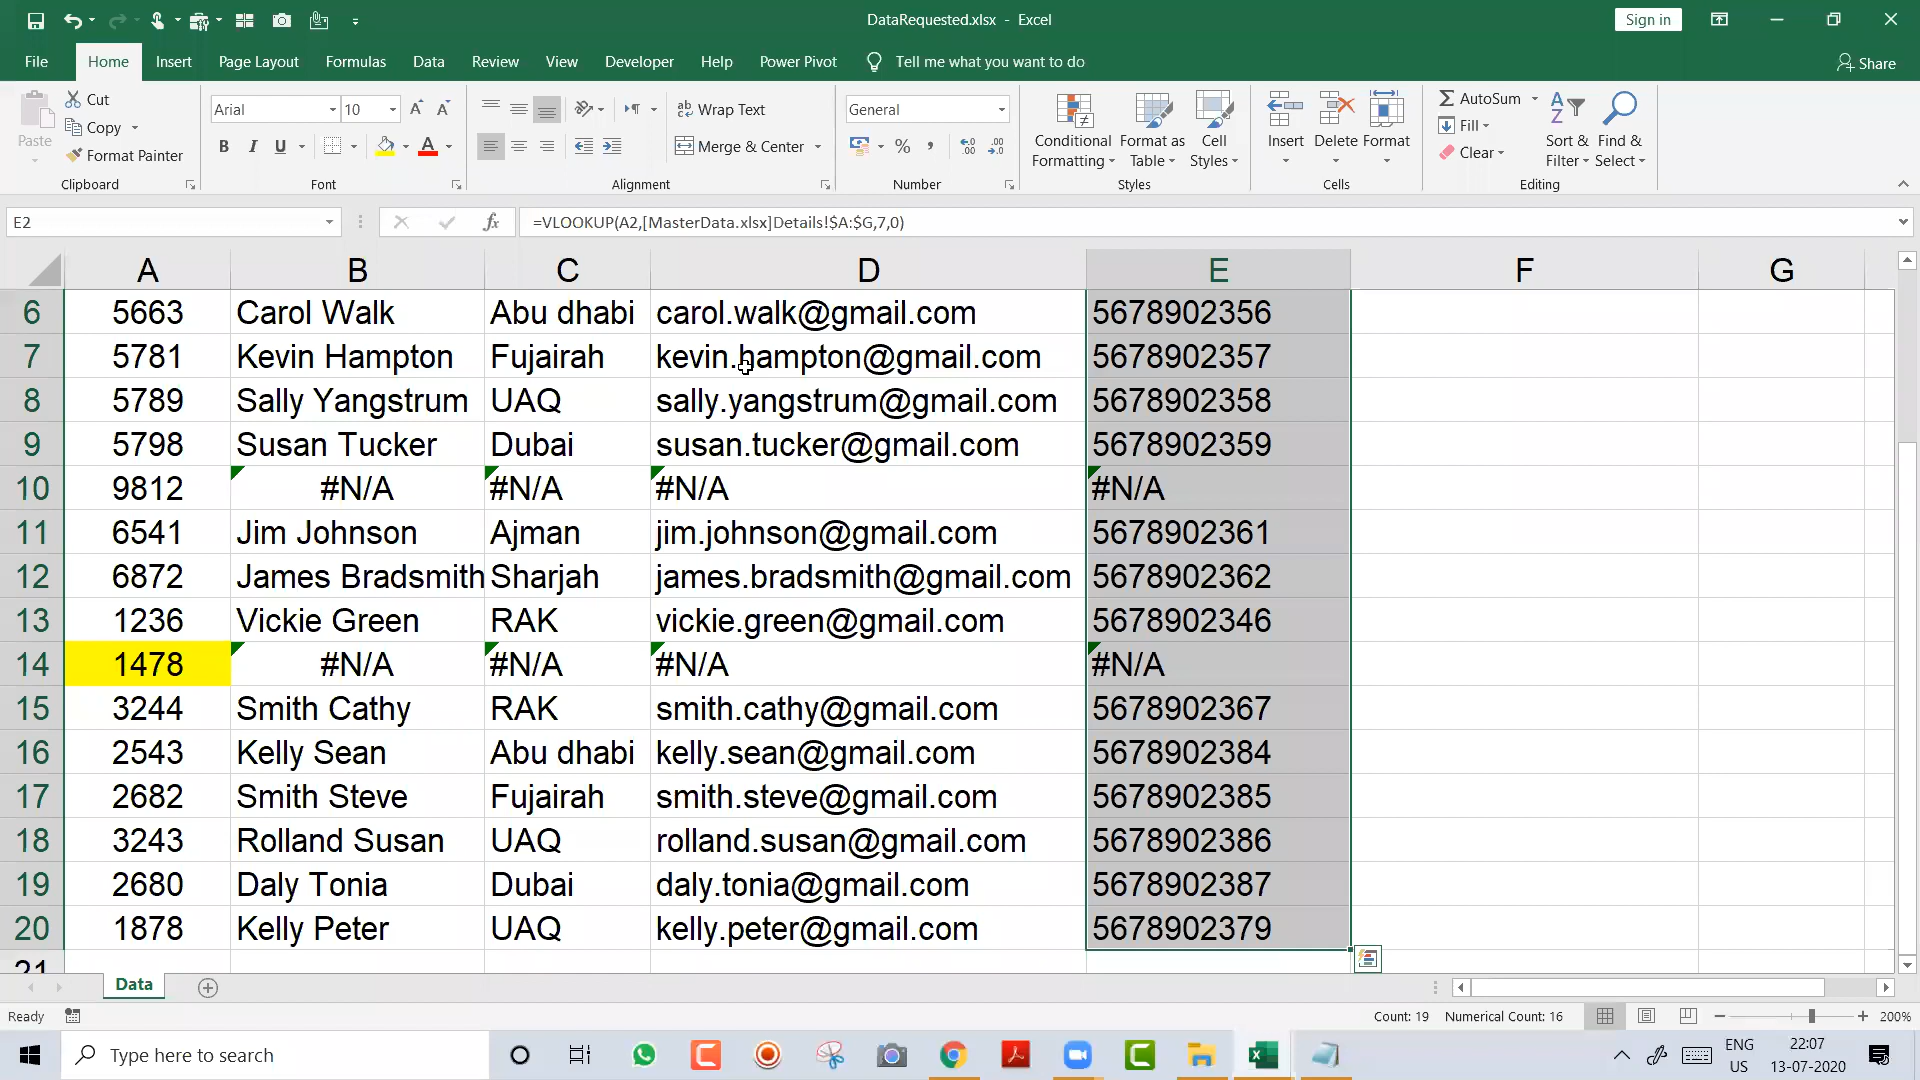 DataRequested.xlsx - Excel
Sign in
File Home Insert Page Layout Formulas Data Review View Developer Help Power Pivot Tell me what you want to do Share
Paste
Cut
Copy
Format Painter
Clipboard
Arial 10
B I U
Font
Wrap Text
Merge & Center
Alignment
General
%
Number
Conditional Formatting
Format as Table
Cell Styles
Styles
Insert Delete Format
Cells
AutoSum
Fill
Clear
Sort & Filter
Find & Select
Editing
E2 fx =VLOOKUP(A2,[MasterData.xlsx]Details!$A:$G,7,0)
A B C D E F G
6 5663 Carol Walk Abu dhabi carol.walk@gmail.com 5678902356
7 5781 Kevin Hampton Fujairah kevin.hampton@gmail.com 5678902357
8 5789 Sally Yangstrum UAQ sally.yangstrum@gmail.com 5678902358
9 5798 Susan Tucker Dubai susan.tucker@gmail.com 5678902359
10 9812 #N/A #N/A #N/A #N/A
11 6541 Jim Johnson Ajman jim.johnson@gmail.com 5678902361
12 6872 James Bradsmith Sharjah james.bradsmith@gmail.com 5678902362
13 1236 Vickie Green RAK vickie.green@gmail.com 5678902346
14 1478 #N/A #N/A #N/A #N/A
15 3244 Smith Cathy RAK smith.cathy@gmail.com 5678902367
16 2543 Kelly Sean Abu dhabi kelly.sean@gmail.com 5678902384
17 2682 Smith Steve Fujairah smith.steve@gmail.com 5678902385
18 3243 Rolland Susan UAQ rolland.susan@gmail.com 5678902386
19 2680 Daly Tonia Dubai daly.tonia@gmail.com 5678902387
20 1878 Kelly Peter UAQ kelly.peter@gmail.com 5678902379
21
Data
Ready Count: 19 Numerical Count: 16 200%
Type here to search
ENG
US
22:07
13-07-2020